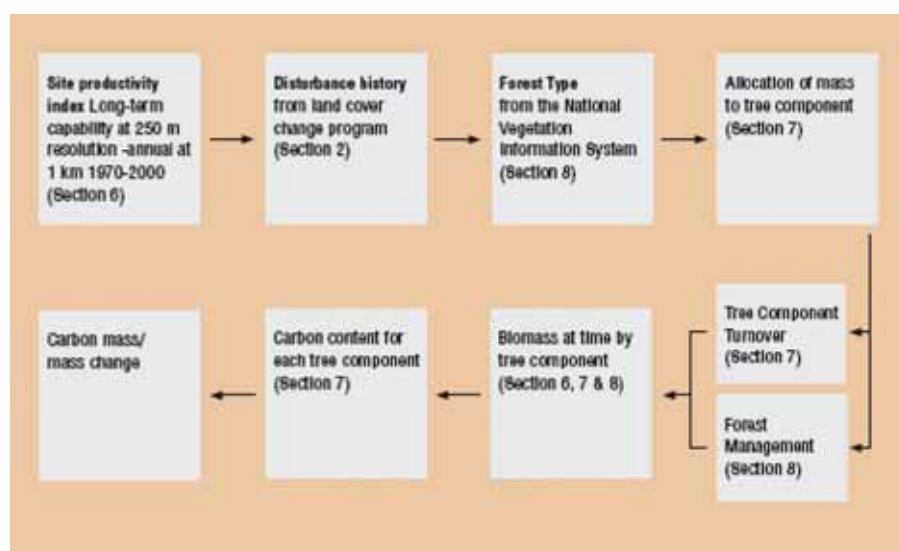 Site productivity
index Long-term
capability at 250 m
resolution -annual at
1 km 1970-2000
(Section 6)
Disturbance history
from land cover
change program
(Section 2)
Forest Type
from the National
Vegetation
Information System
(Section 8)
Allocation of mass
to tree component
(Section 7)
Tree Component
Turnover
(Section 7)
Forest
Management
(Section 8)
Biomass at time by
tree component
(Section 6, 7 & 8)
Carbon content for
each tree component
(Section 7)
Carbon mass/
mass change